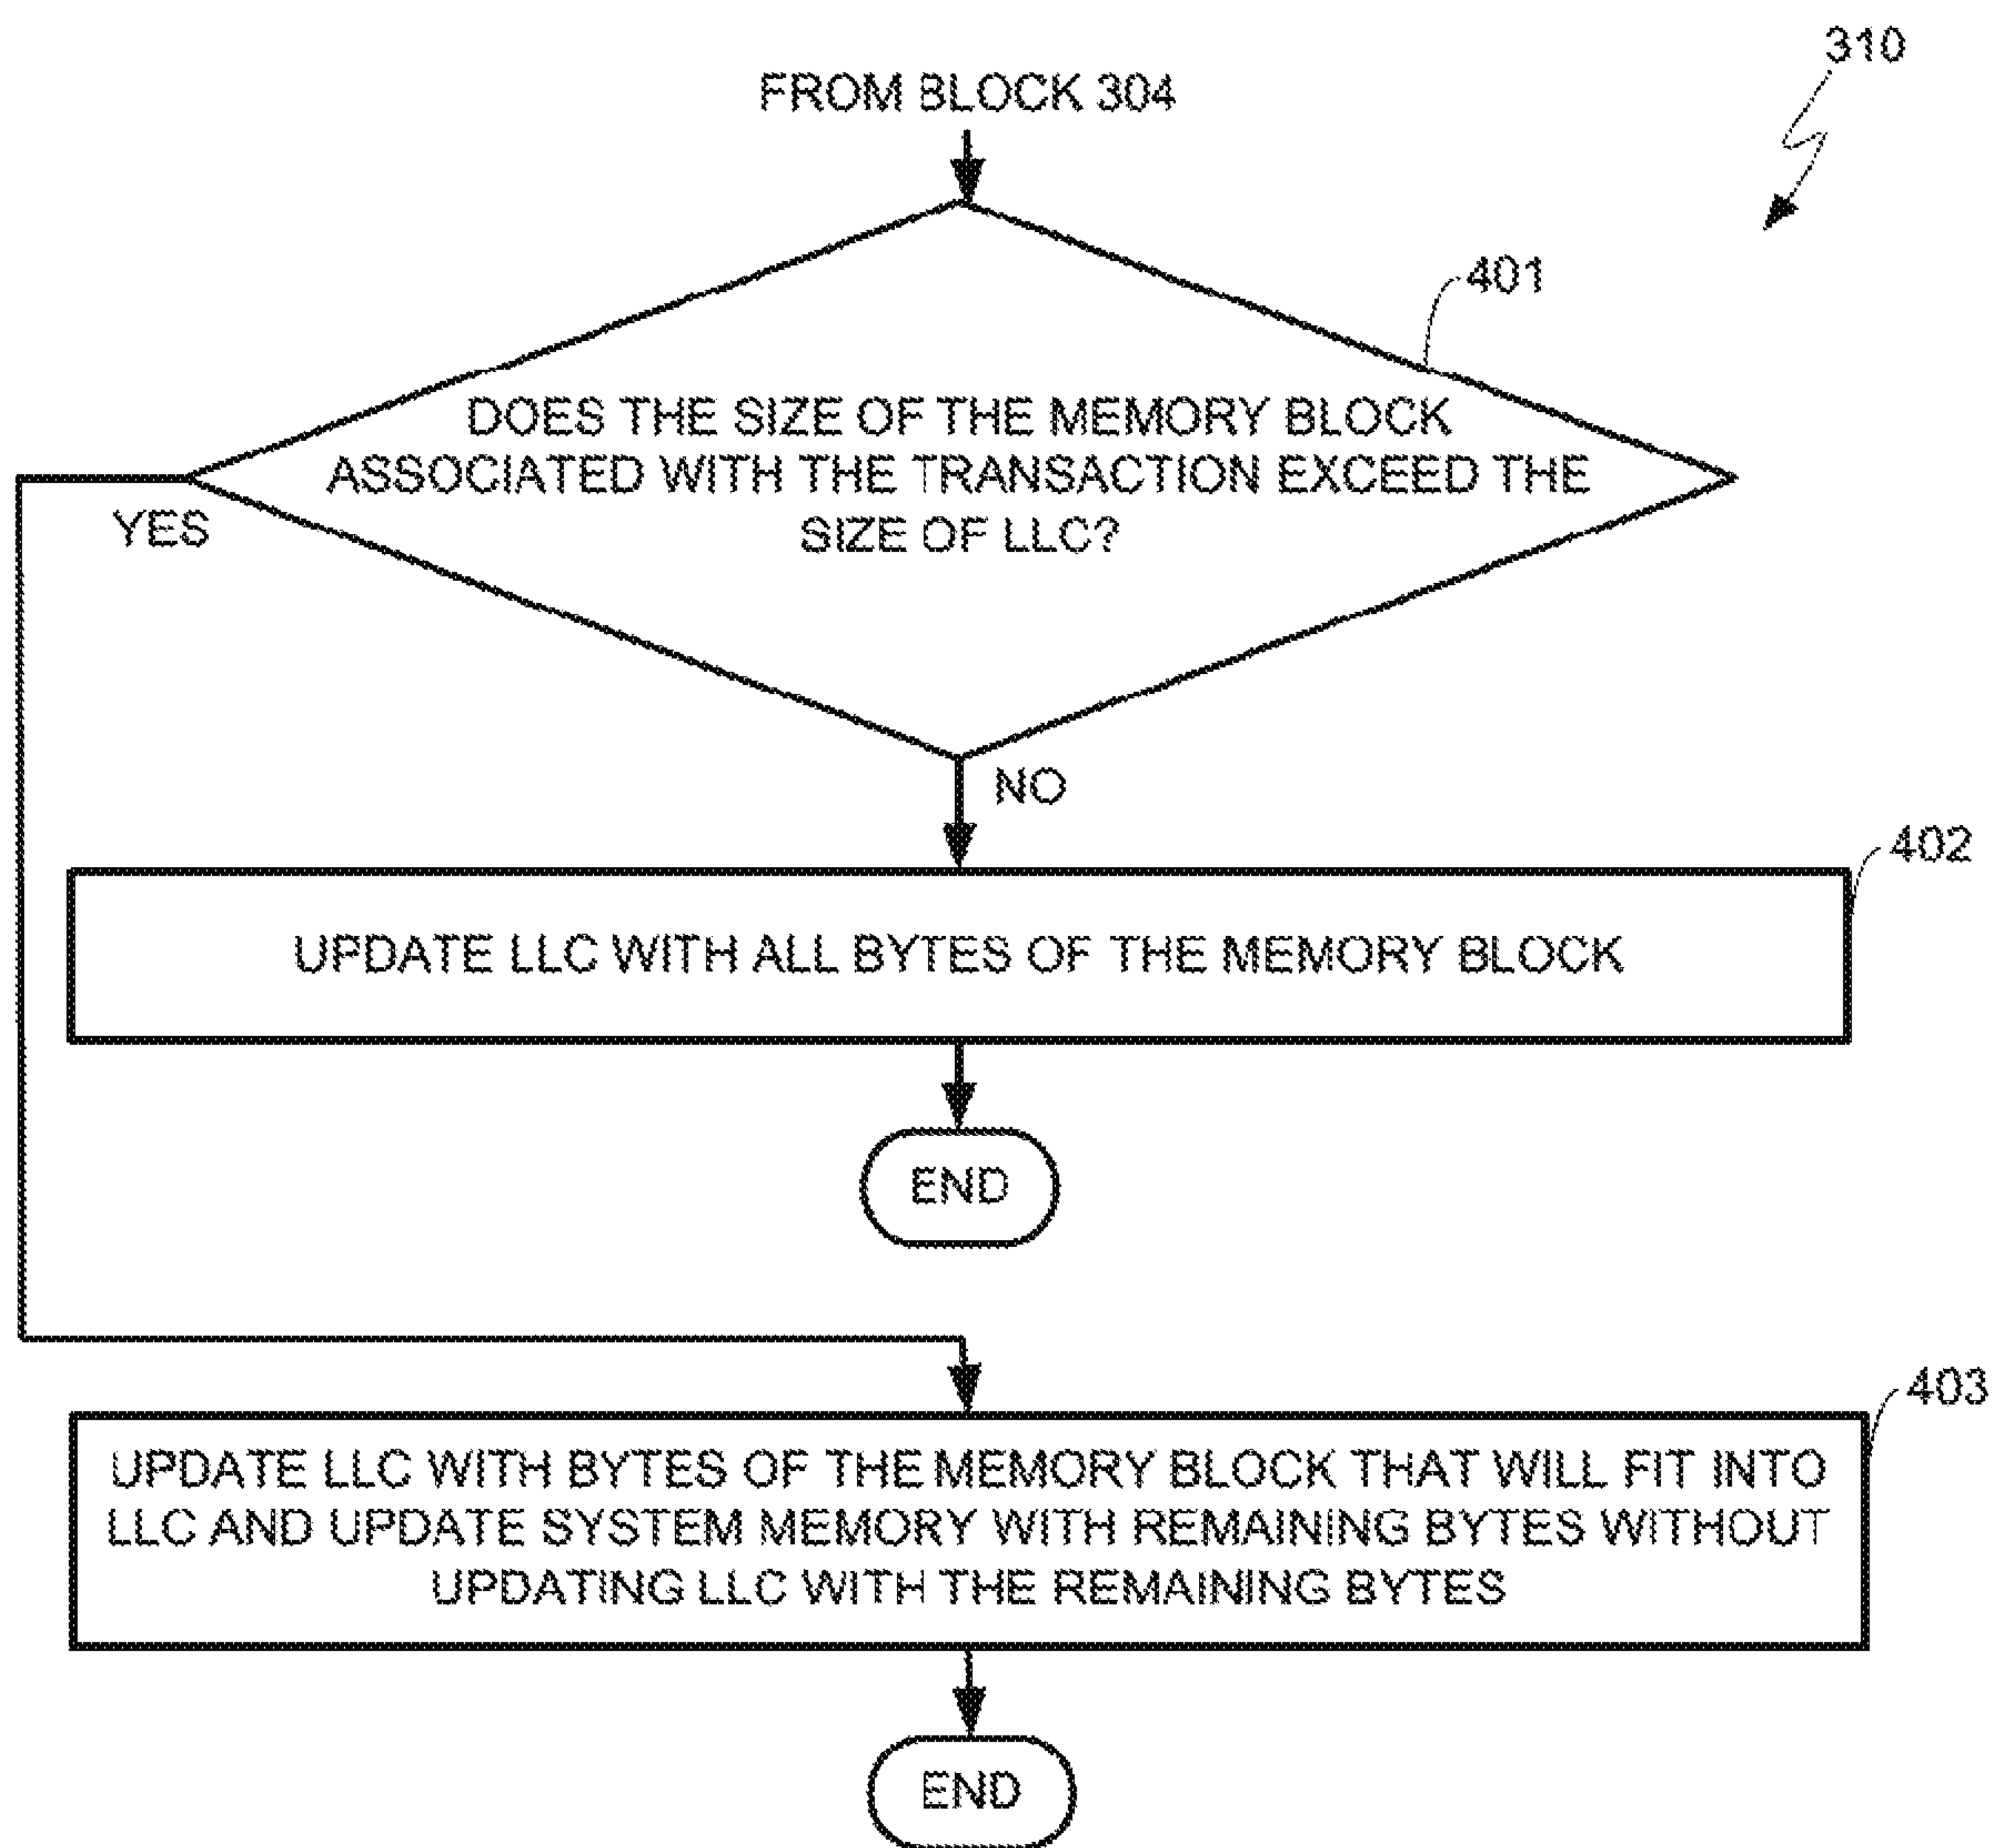 310
FROM BLOCK 304
401
DOES THE SIZE OF THE MEMORY BLOCK
ASSOCIATED WITH THE TRANSACTION EXCEED THE
SIZE OF LLC?
YES
NO
402
UPDATE LLC WITH ALL BYTES OF THE MEMORY BLOCK
END
403
UPDATE LLC WITH BYTES OF THE MEMORY BLOCK THAT WILL FIT INTO
LLC AND UPDATE SYSTEM MEMORY WITH REMAINING BYTES WITHOUT
UPDATING LLC WITH THE REMAINING BYTES
END